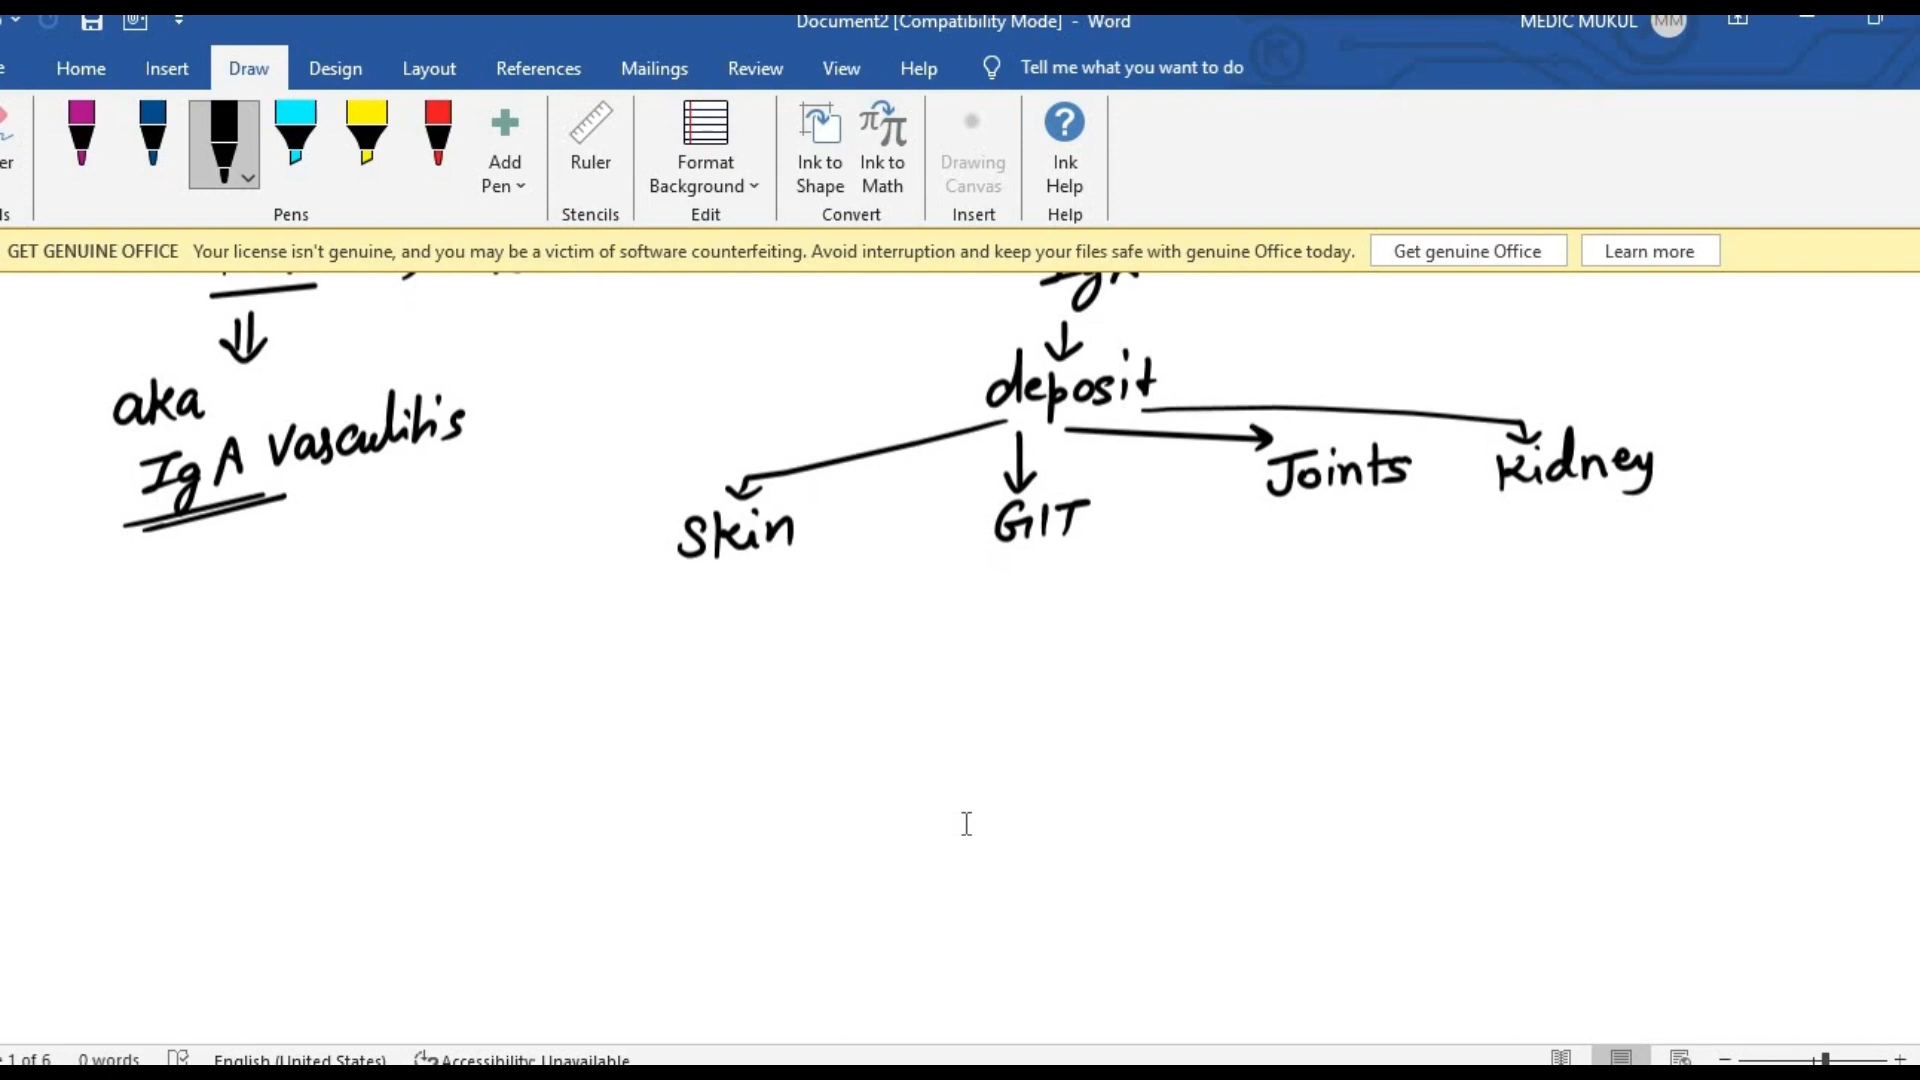 Document2 [Compatibility Mode] - Word
MEDIC MUKUL MM
Home Insert Draw Design Layout References Mailings Review View Help Tell me what you want to do
Add Pen
Ruler
Format Background
Ink to Shape
Ink to Math
Drawing Canvas
Ink Help
Pens Stencils Edit Convert Insert Help
GET GENUINE OFFICE Your license isn't genuine, and you may be a victim of software counterfeiting. Avoid interruption and keep your files safe with genuine Office today. Get genuine Office Learn more
IgA
deposit
aka
IgA Vasculitis
Joints Kidney
Skin GIT
1 of 6 0 words English (United States) Accessibility: Unavailable